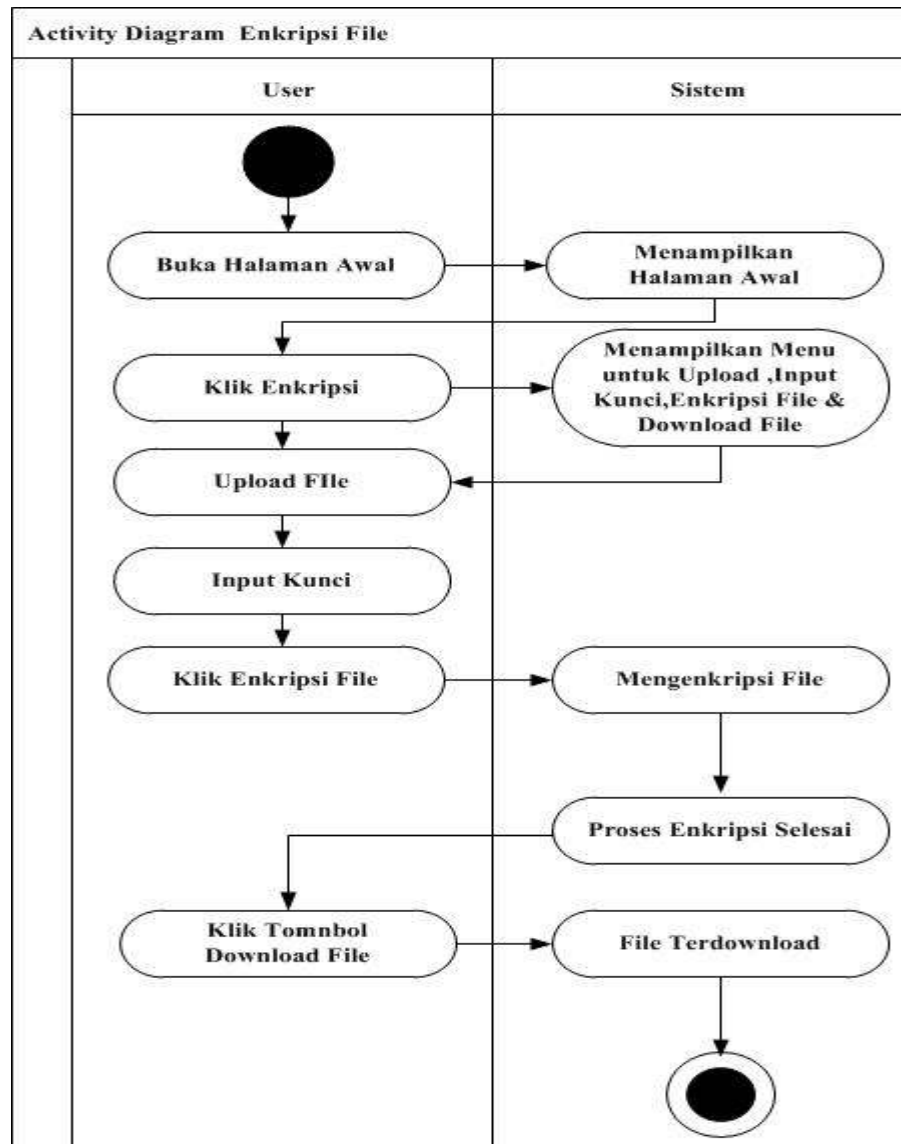 Activity Diagram Enkripsi File
User
Sistem
Buka Halaman Awal
Menampilkan
Halaman Awal
Klik Enkripsi
Menampilkan Menu
untuk Upload ,Input
Kunci,Enkripsi File &
Download File
Upload FIle
Input Kunci
Klik Enkripsi File
Mengenkripsi File
Proses Enkripsi Selesai
Klik Tomnbol
Download File
File Terdownload